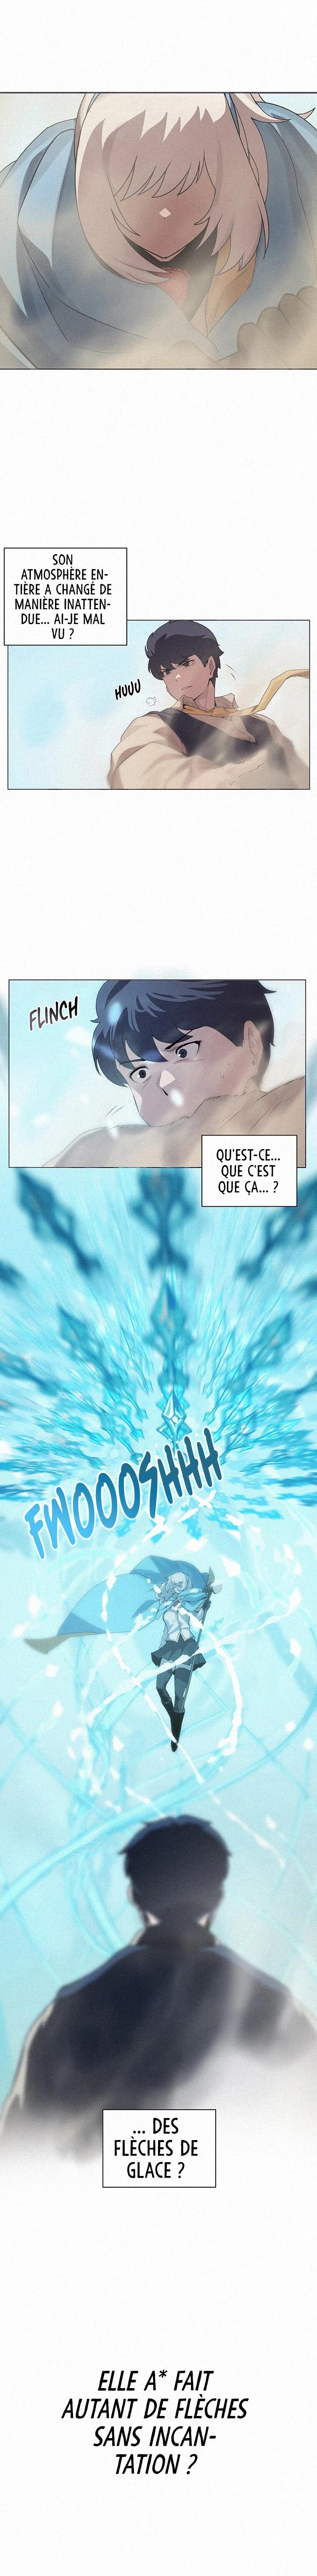 SON
ATMOSPHÈRE EN-
TIÈRE A CHANGÉ DE
MANIÈRE INATTEN-
DUE... AI-JE MAL
VU ?
HUUU
FLINCH
QU'EST-CE...
QUE C'EST
QUE ÇA... ?
FWOOOSHHH
... DES
FLÈCHES DE
GLACE ?
ELLE A* FAIT
AUTANT DE FLÈCHES
SANS INCAN-
TATION ?